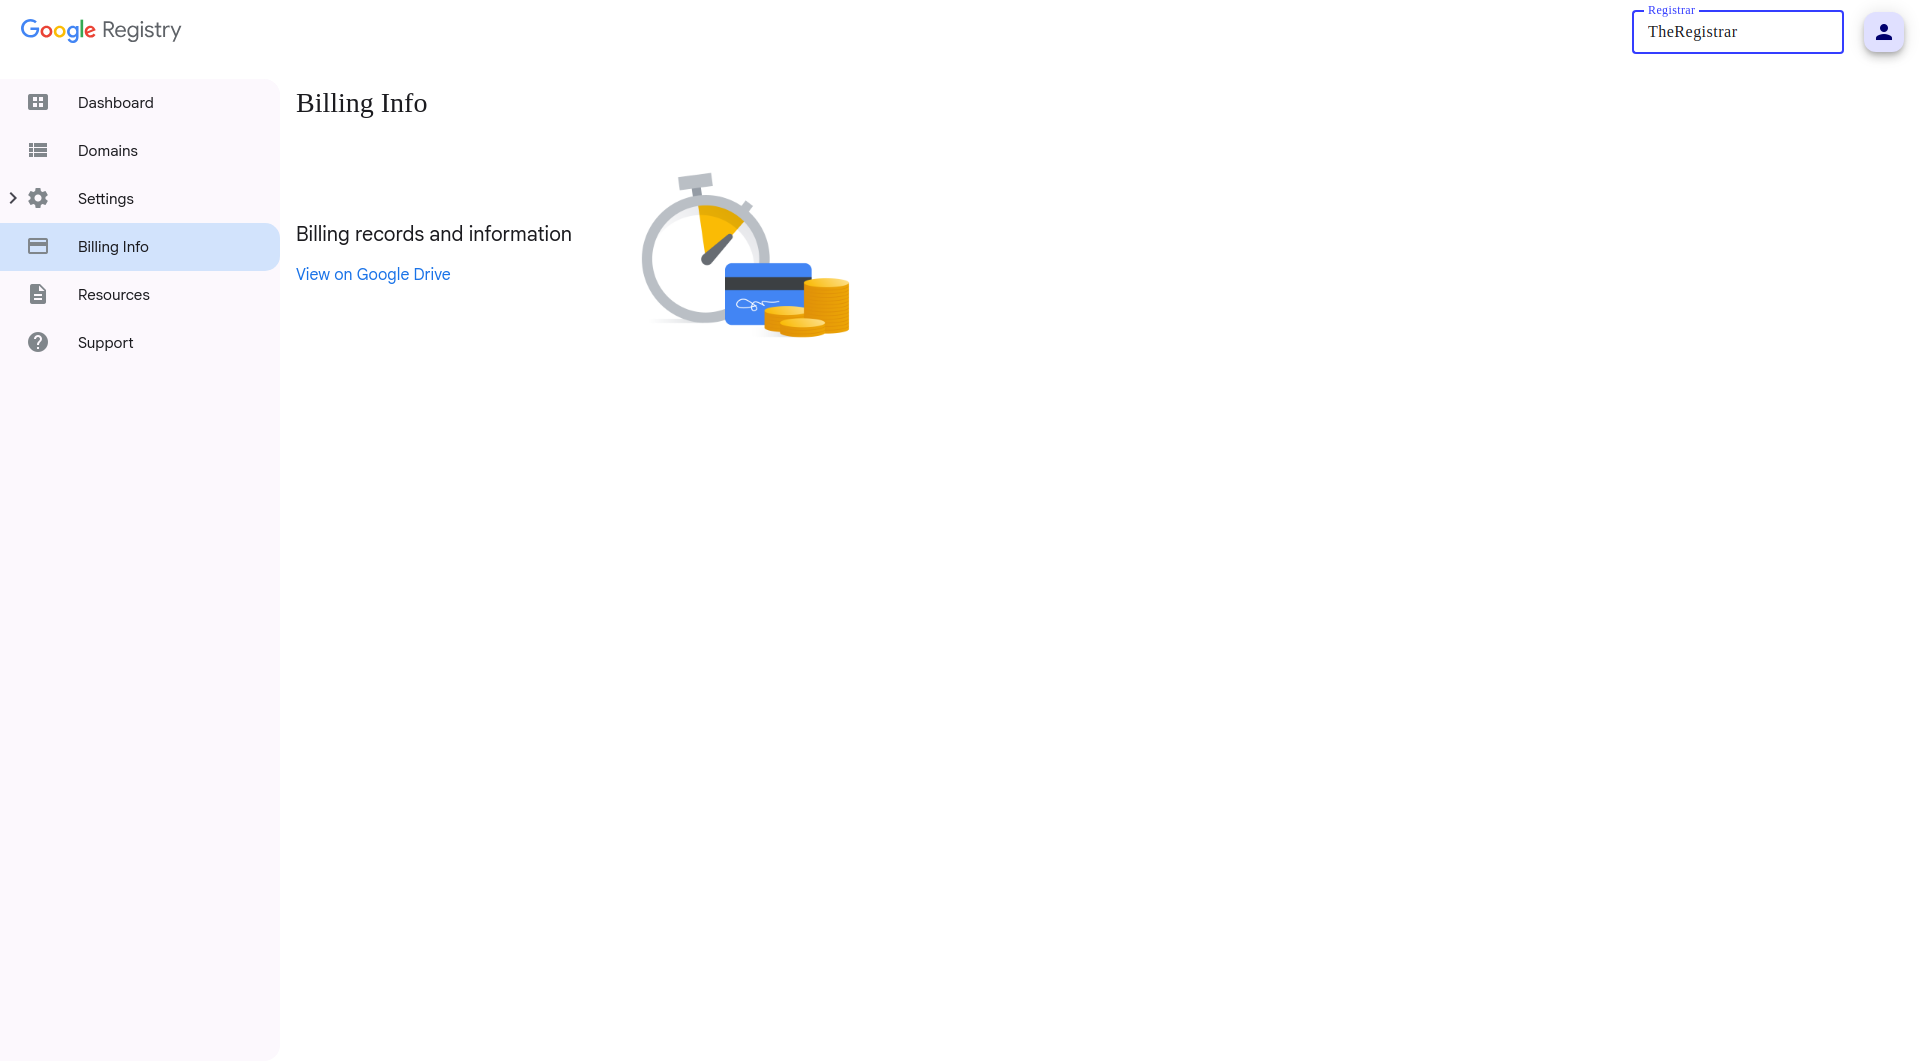 Google Registry
Registrar
TheRegistrar
Dashboard
Domains
Settings
Billing Info
Resources
Support
Billing Info
Billing records and information
View on Google Drive